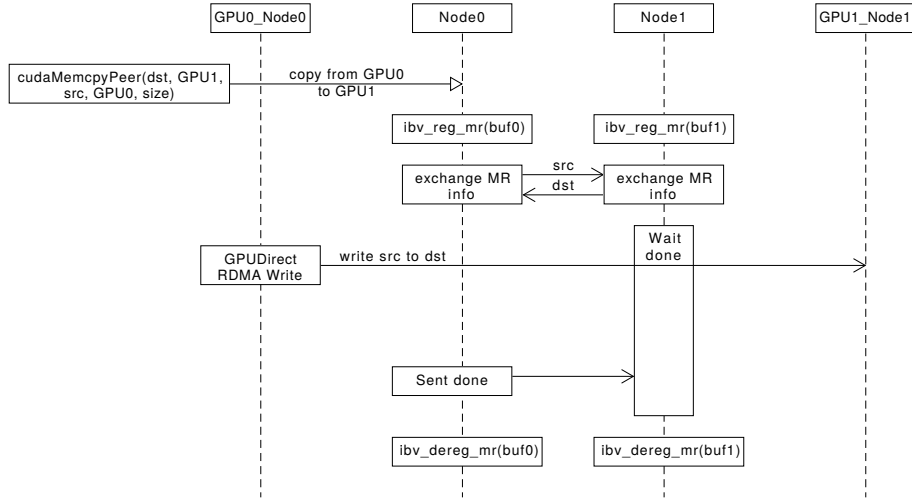 GPU0_Node0
Node0
Node1
GPU1_Node1
cudaMemcpyPeer(dst, GPU1,
src, GPU0, size)
copy from GPU0
to GPU1
ibv_reg_mr(buf0)
ibv_reg_mr(buf1)
exchange MR
info
src
dst
exchange MR
info
Wait
done
GPUDirect
RDMA Write
write src to dst
Sent done
ibv_dereg_mr(buf0)
ibv_dereg_mr(buf1)